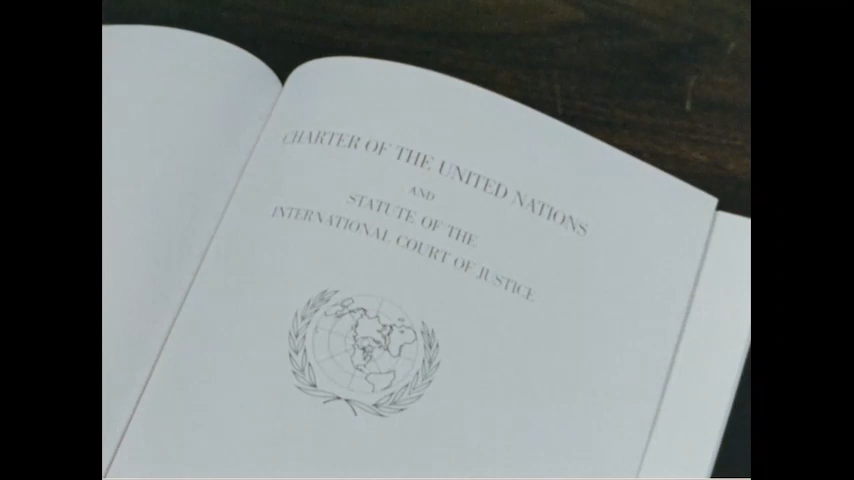 CHARTER OF THE UNITED NATIONS
AND
STATUTE OF THE
INTERNATIONAL COURT OF JUSTICE